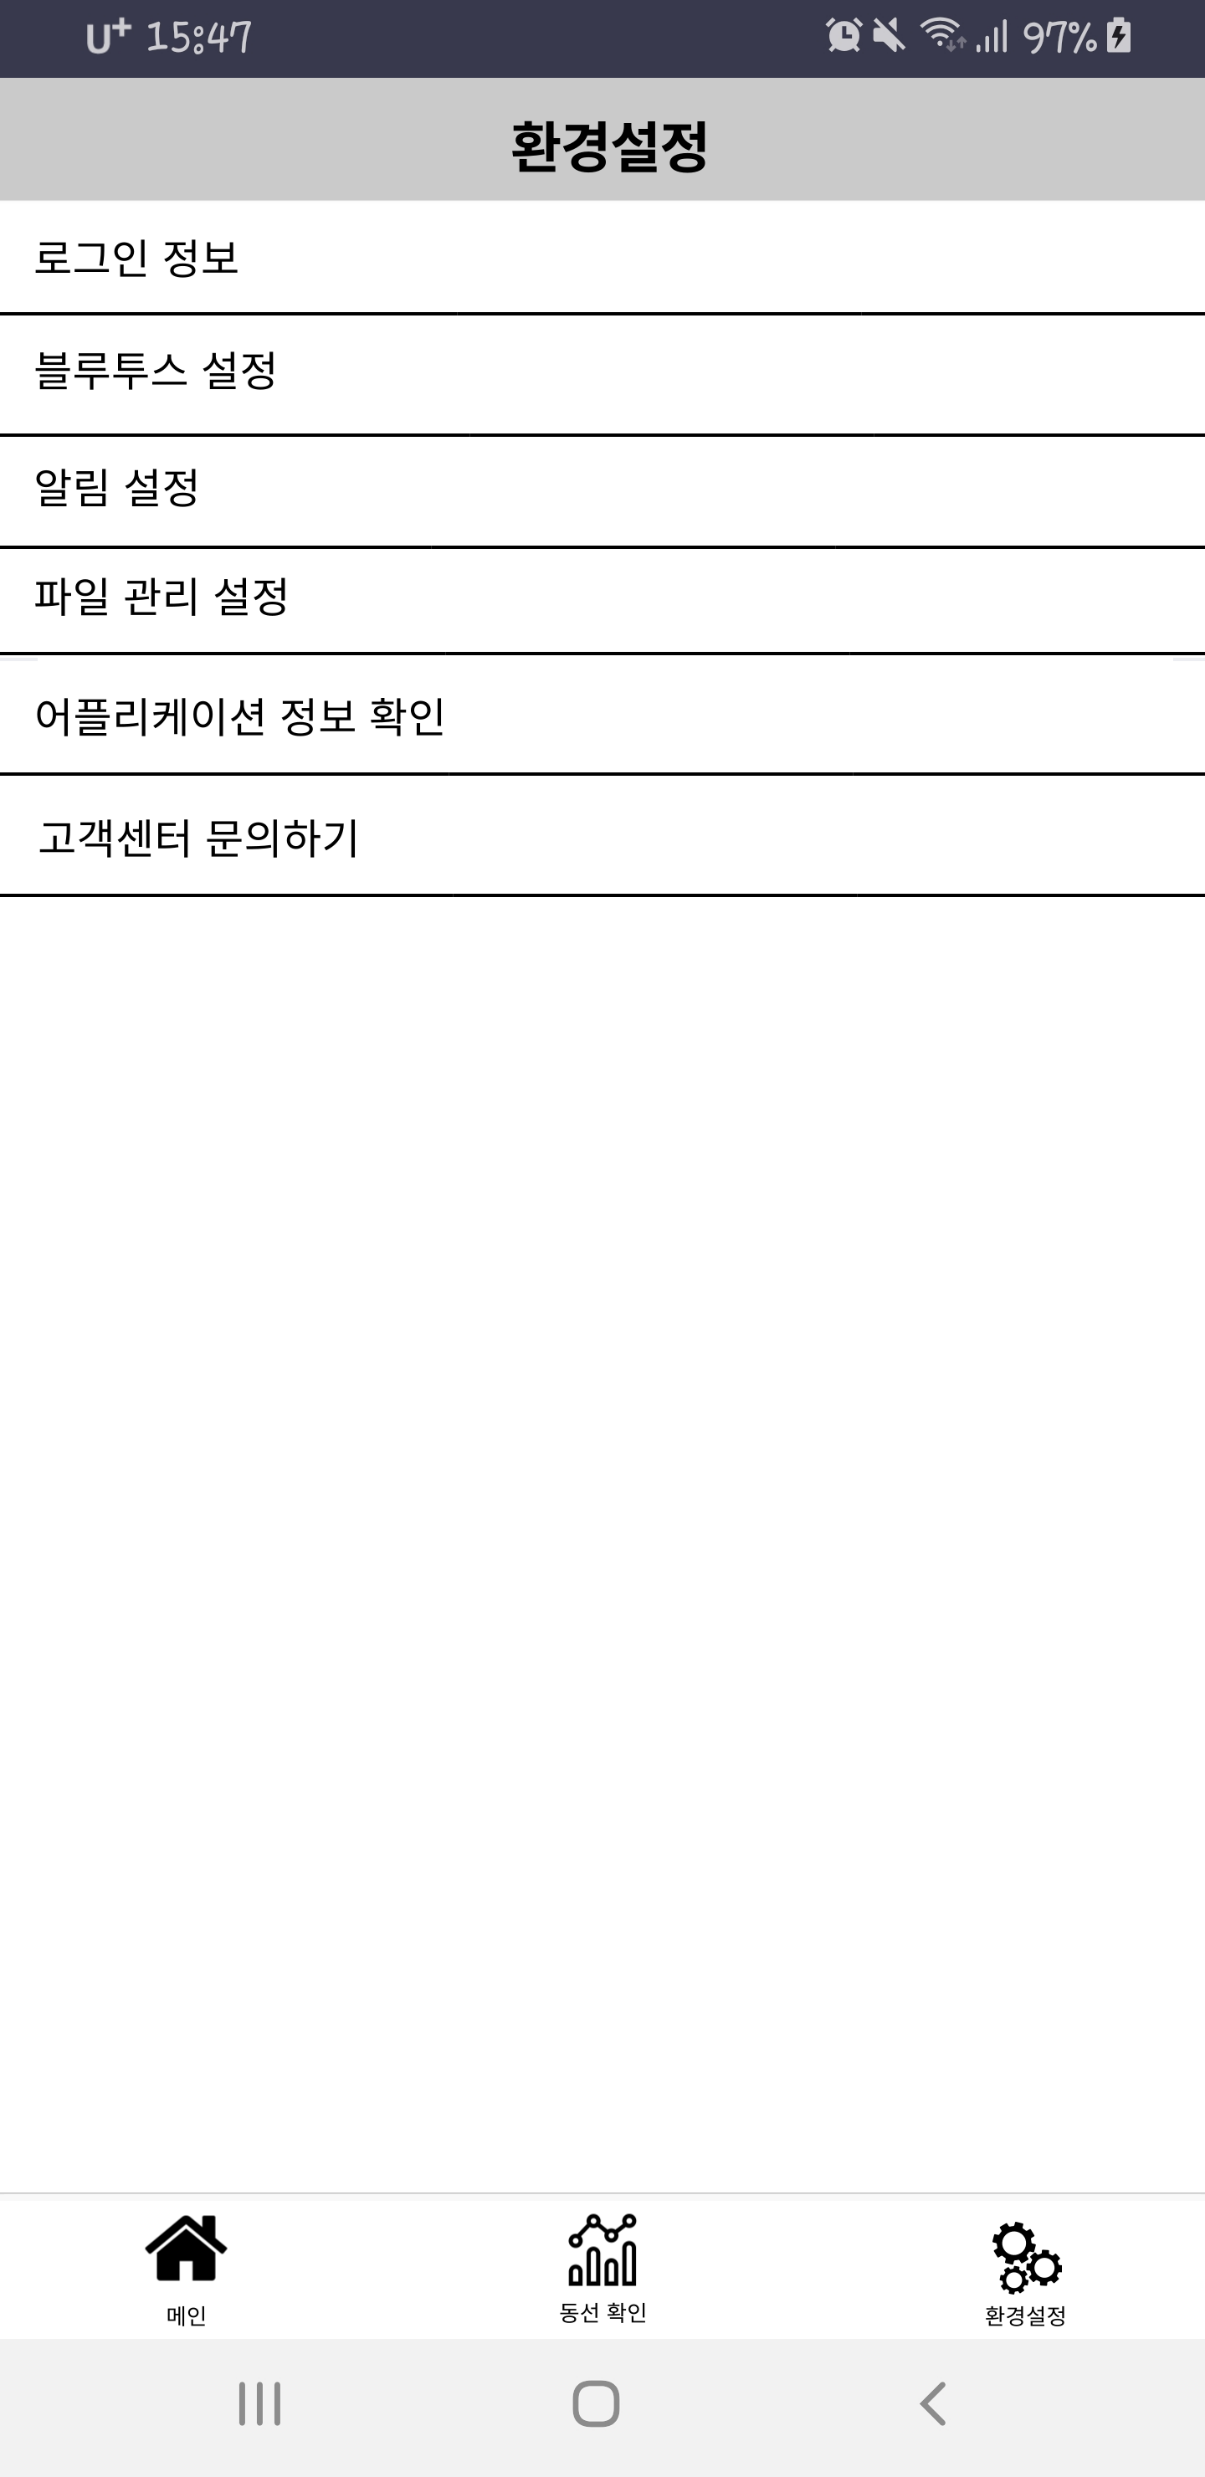 U+ 15:47 97%
환경설정
로그인 정보
블루투스 설정
알림 설정
파일 관리 설정
어플리케이션 정보 확인
고객센터 문의하기
메인
동선 확인
환경설정